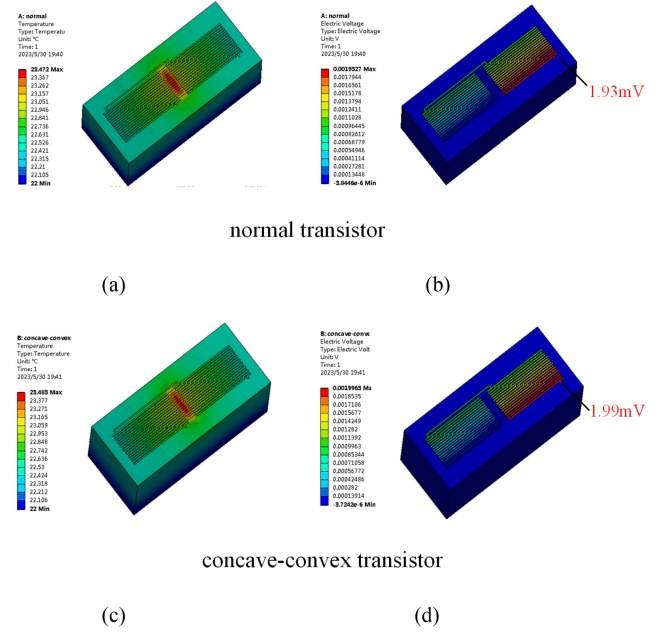 A: normal
Temperature
Type: Temperatu
Unit: °C
Time: 1
2023/5/30 19:40
23.472 Max
23.367
23.262
23.157
23.051
22.946
22.841
22.736
22.631
22.526
22.421
22.315
22.21
22.105
22 Min
A: normal
Electric Voltage
Type: Electric Voltage
Unit: V
Time: 1
2023/5/30 19:40
0.0019327 Max
0.0017944
0.0016561
0.0015178
0.0013794
0.0012411
0.0011028
0.00096445
0.00082612
0.00068779
0.00054946
0.00041114
0.00027281
0.00013448
-3.8446e-6 Min
1.93mV
normal transistor
(a)
(b)
B: concave-convex
Temperature
Type: Temperature
Unit: °C
Time: 1
2023/5/30 19:41
23.483 Max
23.377
23.271
23.165
23.059
22.953
22.848
22.742
22.636
22.53
22.424
22.318
22.212
22.106
22 Min
B: concave-conve
Electric Voltage
Type: Electric Volt
Unit: V
Time: 1
2023/5/30 19:41
0.0019963 Ma
0.0018535
0.0017106
0.0015677
0.0014249
0.001282
0.0011392
0.0009963
0.00085344
0.00071058
0.00056772
0.00042486
0.000282
0.00013914
-3.7242e-6 Min
1.99mV
concave-convex transistor
(c)
(d)